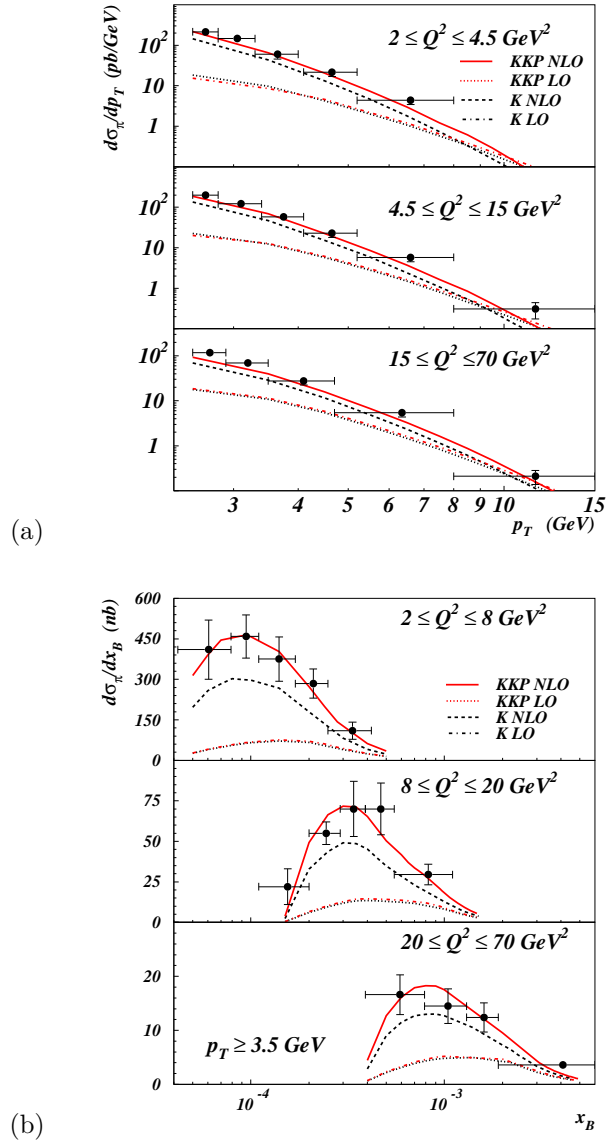 dσπ/dpT (pb/GeV)
2 ≤ Q² ≤ 4.5 GeV²
10²
10
1
KKP NLO
KKP LO
K NLO
K LO
4.5 ≤ Q² ≤ 15 GeV²
10²
10
1
15 ≤ Q² ≤70 GeV²
10²
10
1
3 4 5 6 7 8 9 10 15
pT (GeV)
(a)
dσπ/dxB (nb)
2 ≤ Q² ≤ 8 GeV²
600
450
300
150
0
KKP NLO
KKP LO
K NLO
K LO
8 ≤ Q² ≤ 20 GeV²
75
50
25
0
20 ≤ Q² ≤ 70 GeV²
20
10
0
pT ≥ 3.5 GeV
10⁻⁴ 10⁻³
xB
(b)